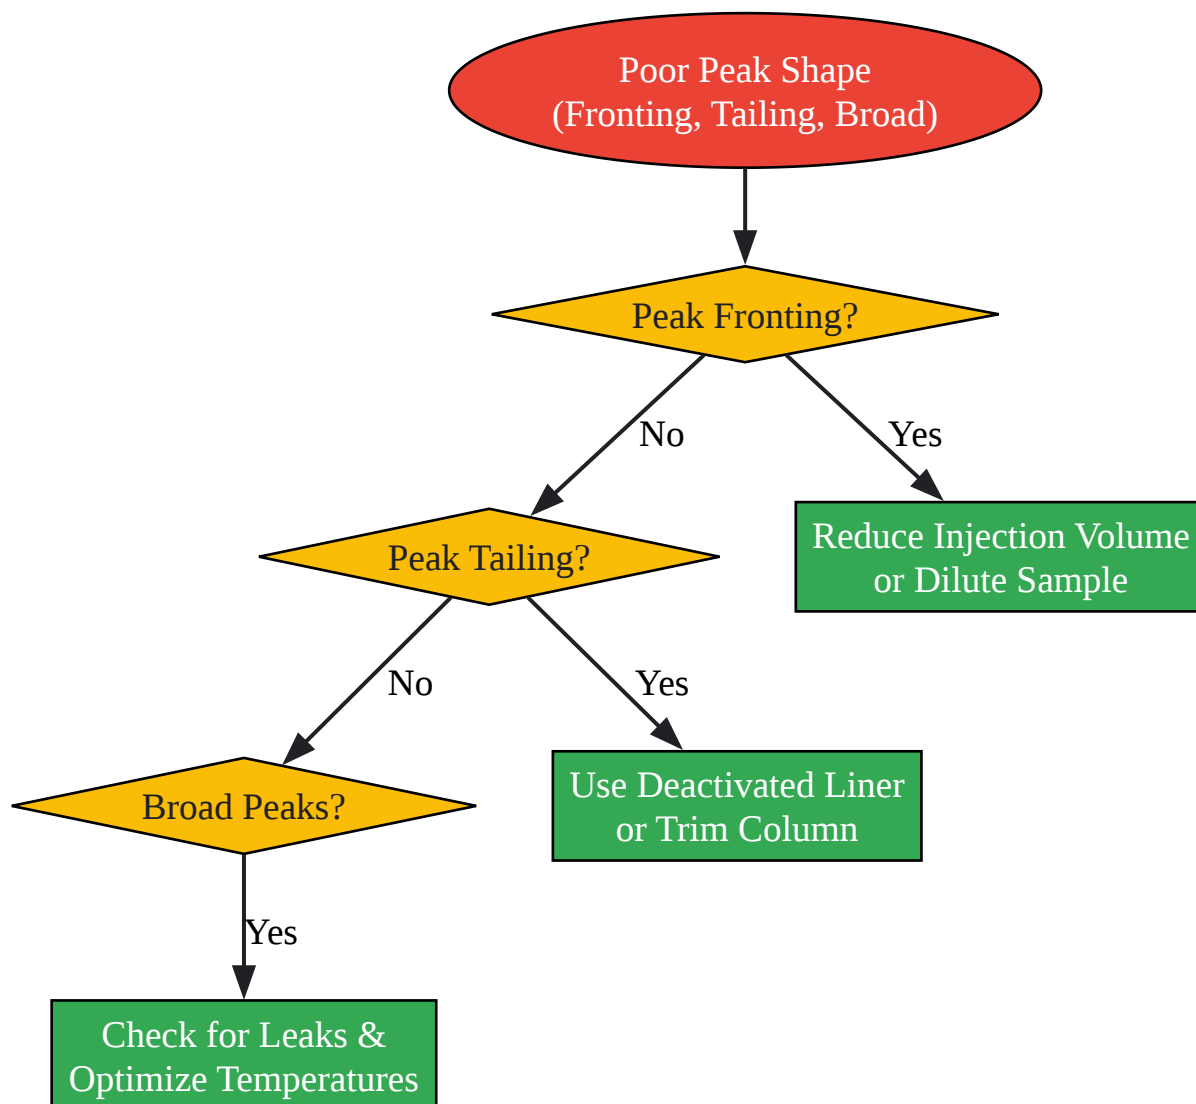 Poor Peak Shape
(Fronting, Tailing, Broad)
Peak Fronting?
No
Yes
Reduce Injection Volume
or Dilute Sample
Peak Tailing?
No
Yes
Use Deactivated Liner
or Trim Column
Broad Peaks?
Yes
Check for Leaks &
Optimize Temperatures